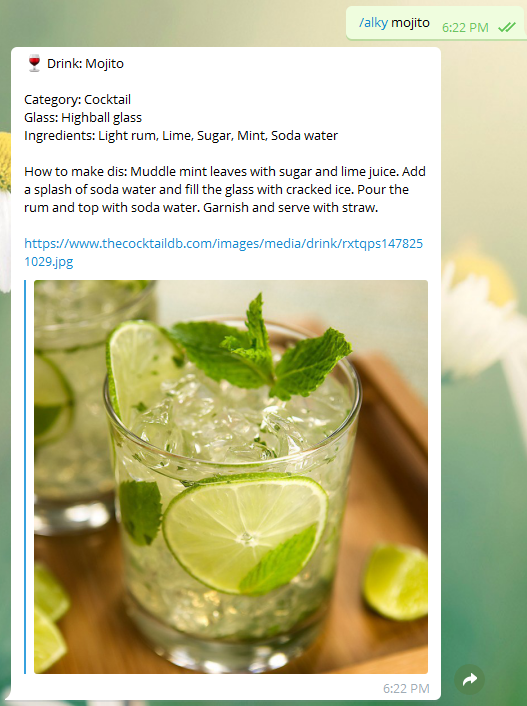 /alky mojito 6:22 PM
🍷 Drink: Mojito
Category: Cocktail
Glass: Highball glass
Ingredients: Light rum, Lime, Sugar, Mint, Soda water
How to make dis: Muddle mint leaves with sugar and lime juice. Add
a splash of soda water and fill the glass with cracked ice. Pour the
rum and top with soda water. Garnish and serve with straw.
https://www.thecocktaildb.com/images/media/drink/rxtqps147825
1029.jpg
6:22 PM